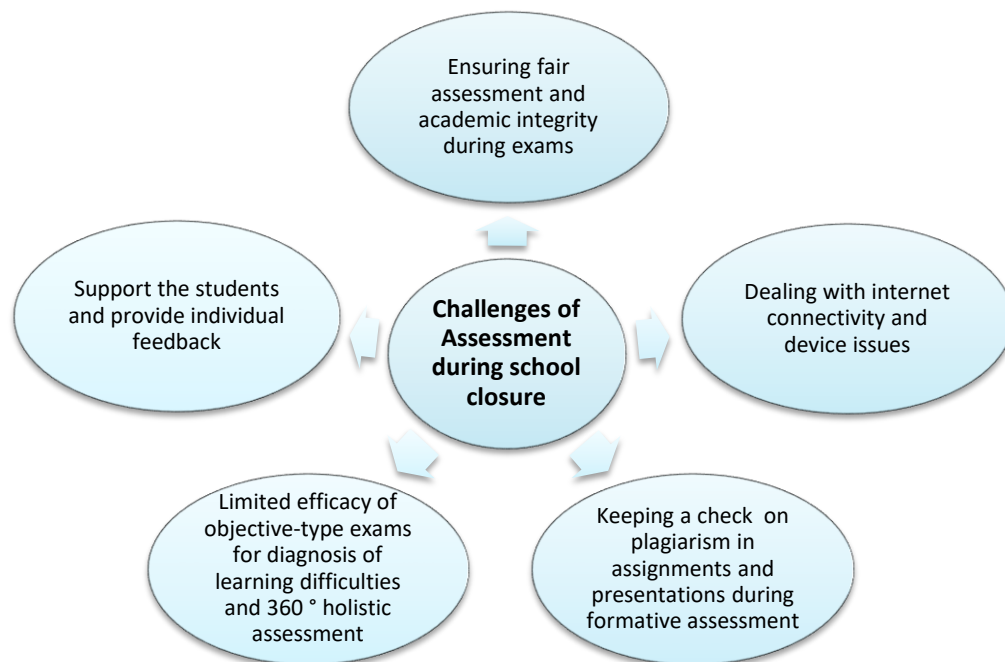 Ensuring fair
assessment and
academic integrity
during exams
Support the students
and provide individual
feedback
Challenges of
Assessment
during school
closure
Dealing with internet
connectivity and
device issues
Limited efficacy of
objective-type exams
for diagnosis of
learning difficulties
and 360 ° holistic
assessment
Keeping a check  on
plagiarism in
assignments and
presentations during
formative assessment